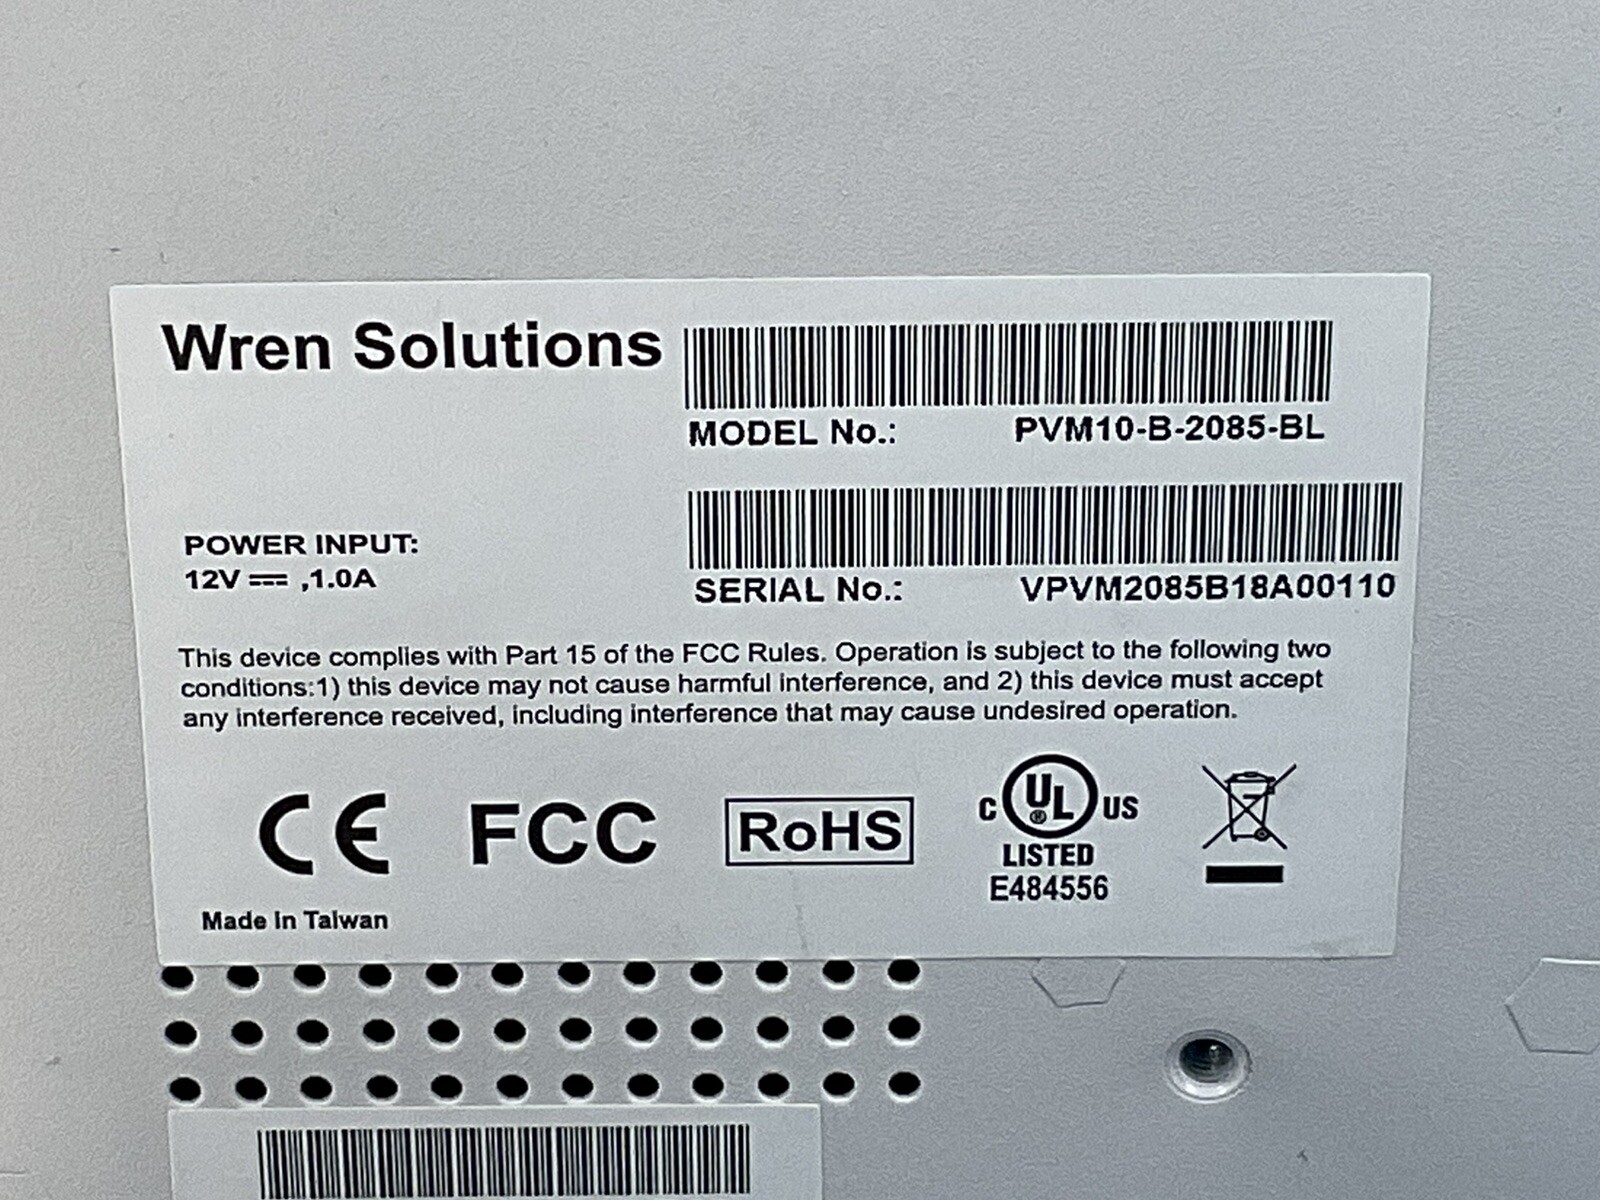 Wren Solutions
MODEL No.: PVM10-B-2085-BL
POWER INPUT:
12V ⎓ ,1.0A
SERIAL No.: VPVM2085B18A00110
This device complies with Part 15 of the FCC Rules. Operation is subject to the following two
conditions:1) this device may not cause harmful interference, and 2) this device must accept
any interference received, including interference that may cause undesired operation.
CE FCC RoHS C UL® US
LISTED
E484556
Made in Taiwan